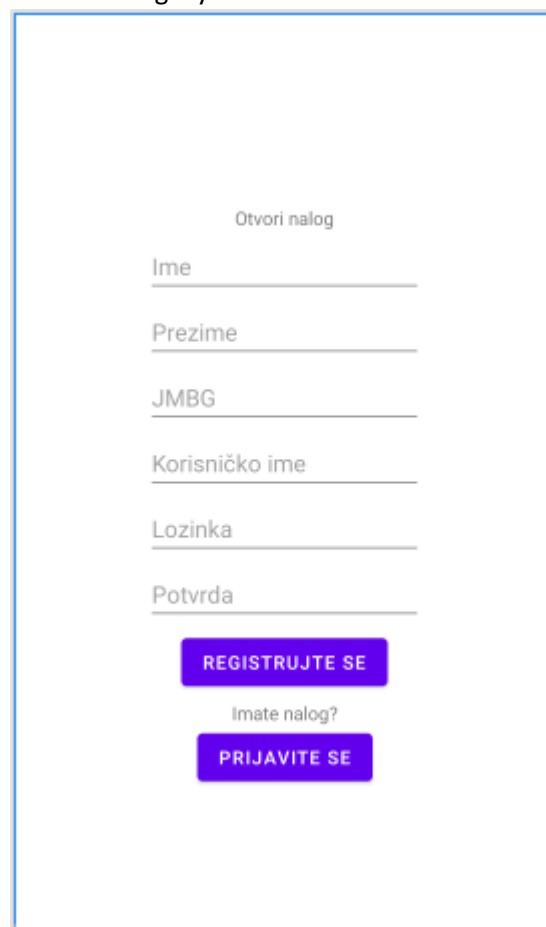 Otvori nalog
Ime
Prezime
JMBG
Korisničko ime
Lozinka
Potvrda
REGISTRUJTE SE
Imate nalog?
PRIJAVITE SE